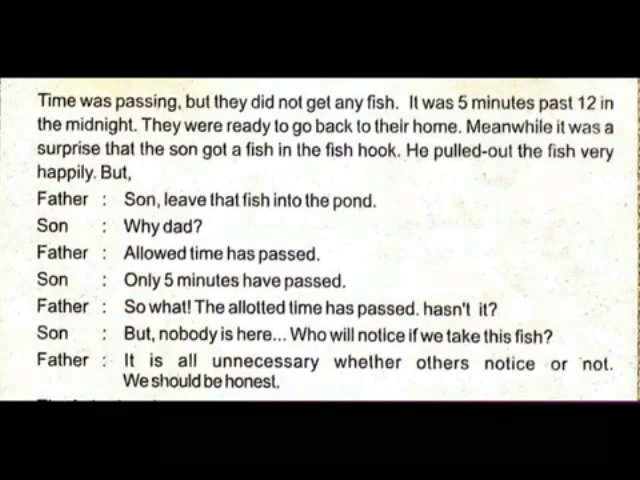 Time was passing, but they did not get any fish. It was 5 minutes past 12 in
the midnight. They were ready to go back to their home. Meanwhile it was a
surprise that the son got a fish in the fish hook. He pulled-out the fish very
happily. But,
Father : Son, leave that fish into the pond.
Son : Why dad?
Father : Allowed time has passed.
Son : Only 5 minutes have passed.
Father : So what! The allotted time has passed. hasn't it?
Son : But, nobody is here... Who will notice if we take this fish?
Father : It is all unnecessary whether others notice or not.
We should be honest.